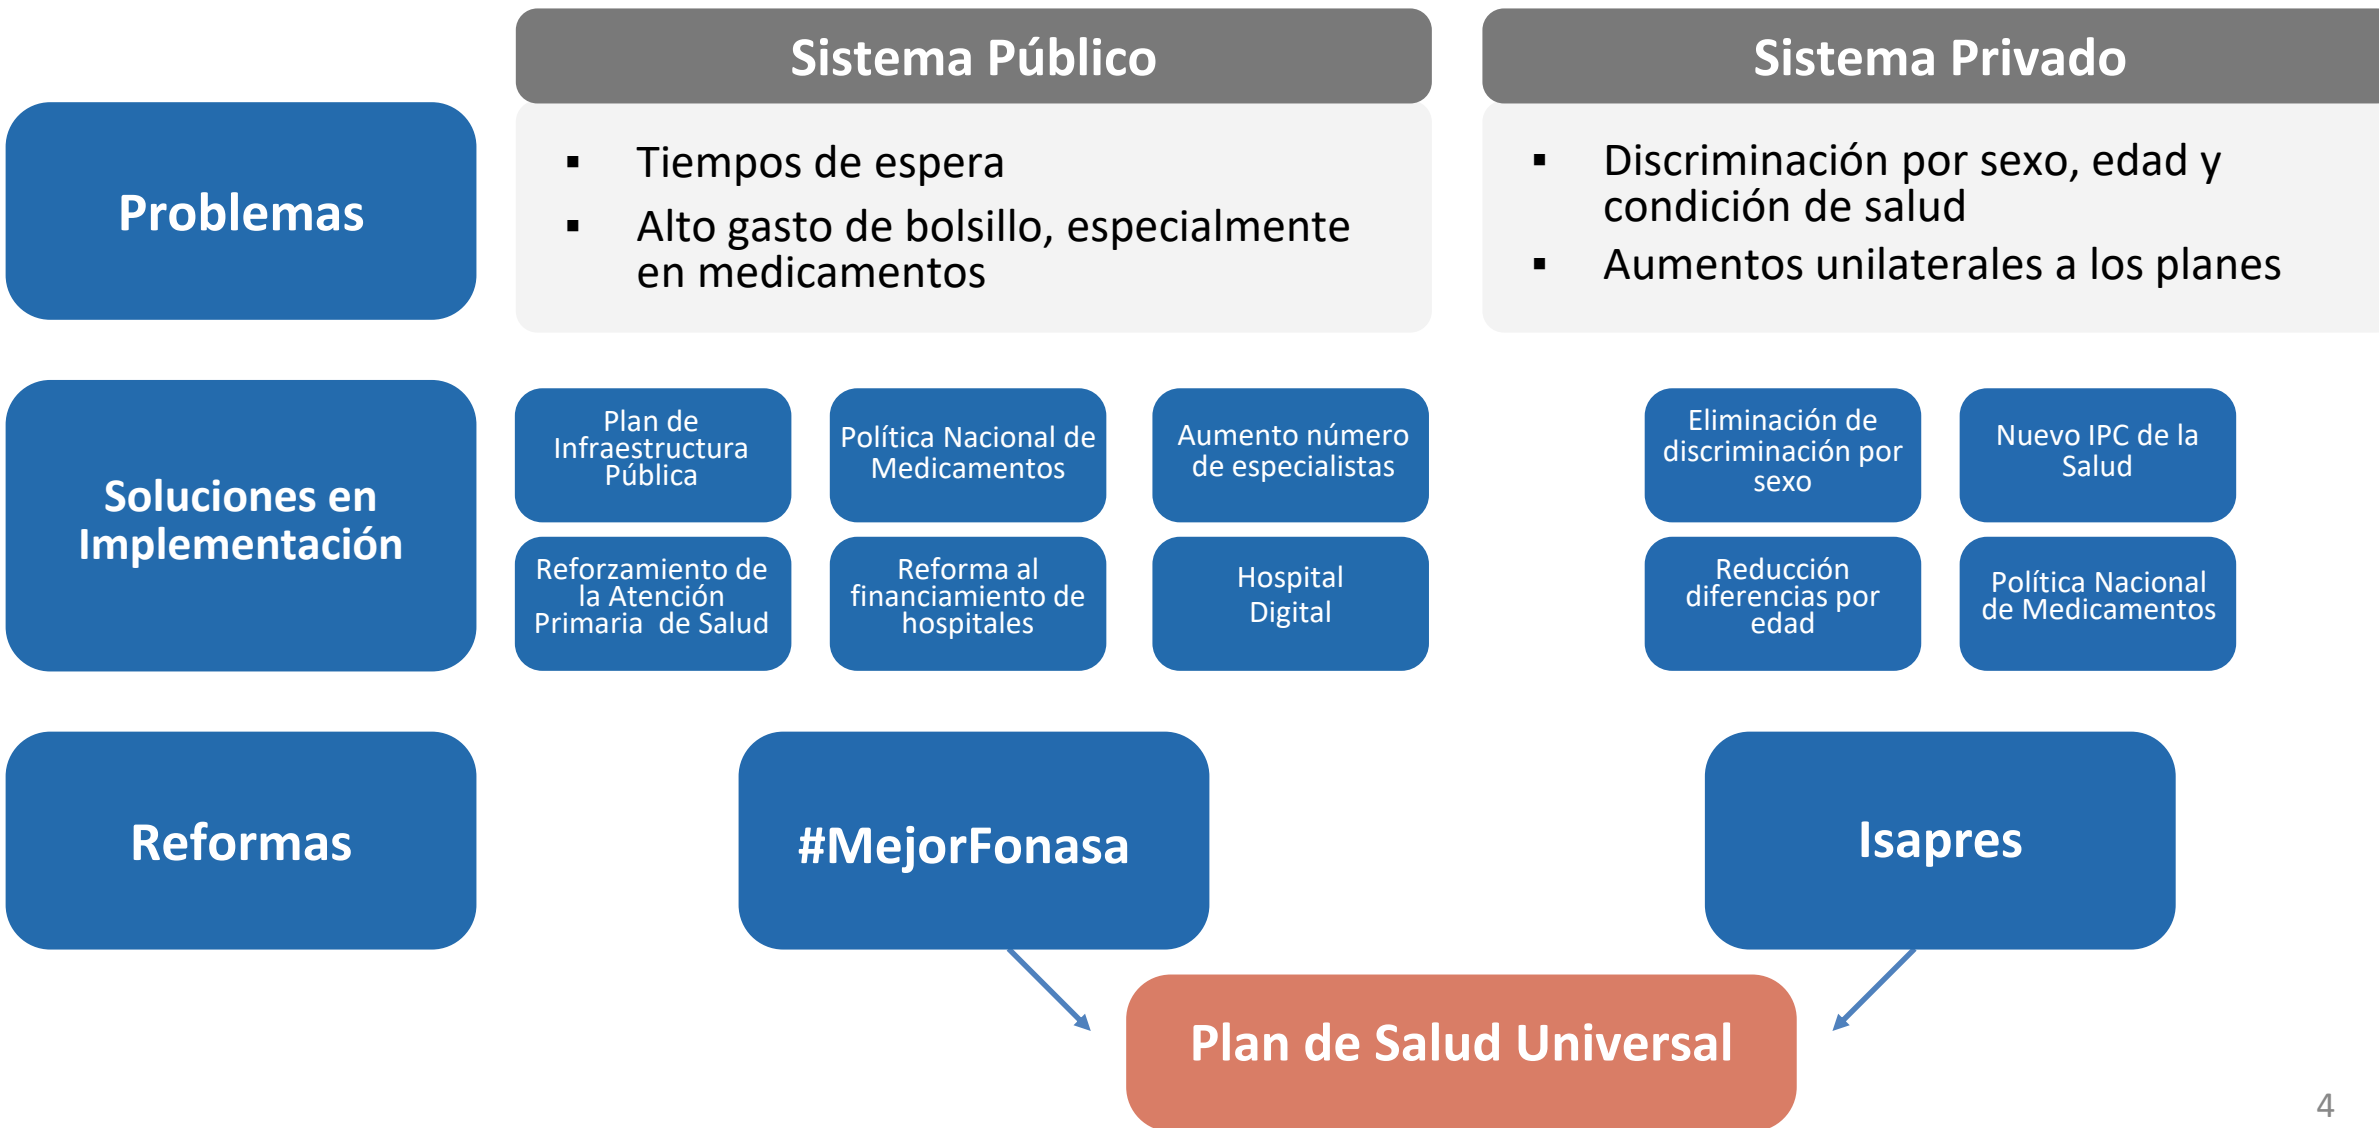 Sistema Público
Sistema Privado
Problemas
▪ Tiempos de espera
▪ Alto gasto de bolsillo, especialmente
en medicamentos
▪ Discriminación por sexo, edad y
condición de salud
▪ Aumentos unilaterales a los planes
Soluciones en
Implementación
Plan de
Infraestructura
Pública
Política Nacional de
Medicamentos
Aumento número
de especialistas
Reforzamiento de
la Atención
Primaria de Salud
Reforma al
financiamiento de
hospitales
Hospital
Digital
Eliminación de
discriminación por
sexo
Nuevo IPC de la
Salud
Reducción
diferencias por
edad
Política Nacional
de Medicamentos
Reformas
#MejorFonasa
Isapres
Plan de Salud Universal
4